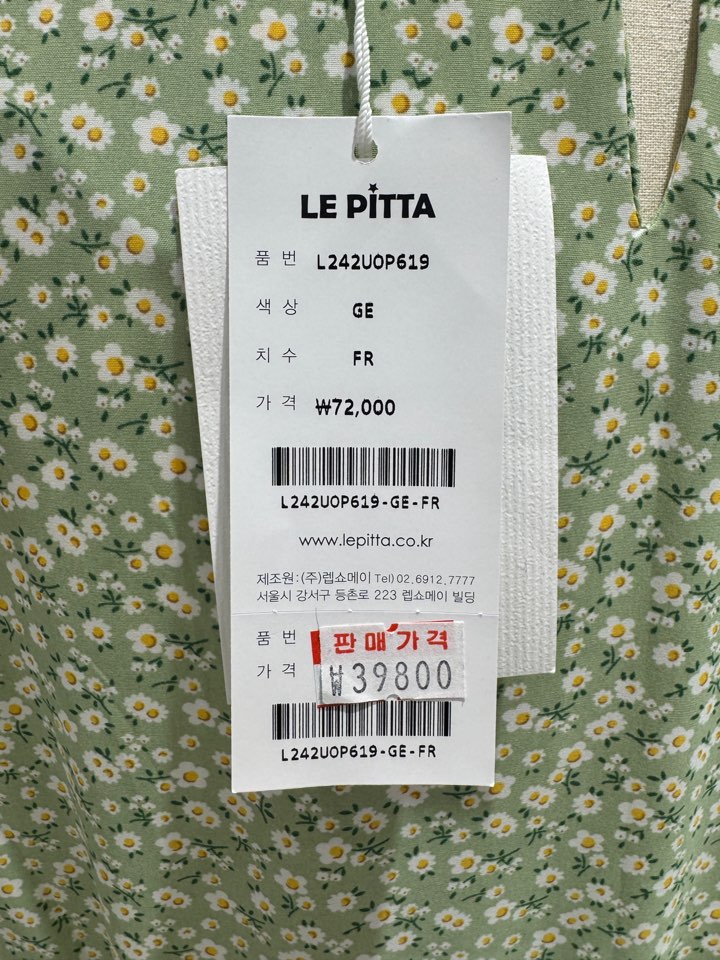 LE PITTA
품 번 L242UOP619
색 상 GE
치 수 FR
가 격 ₩72,000
L242UOP619-GE-FR
www.lepitta.co.kr
제조원:(주)렙쇼메이 Tel) 02.6912.7777
서울시 강서구 등촌로 223 렙쇼메이 빌딩
품 번
판매가격
가 격 ₩39800
L242UOP619-GE-FR